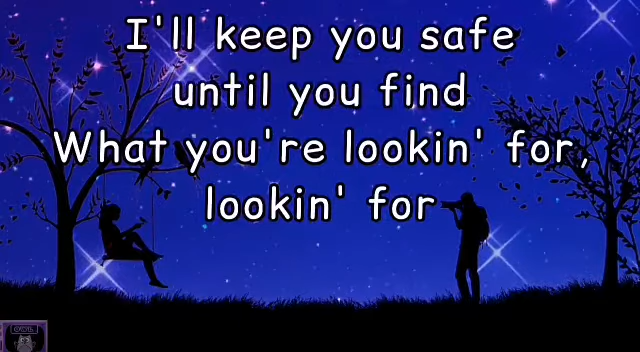 I'll keep you safe
until you find
What you're lookin' for,
lookin' for